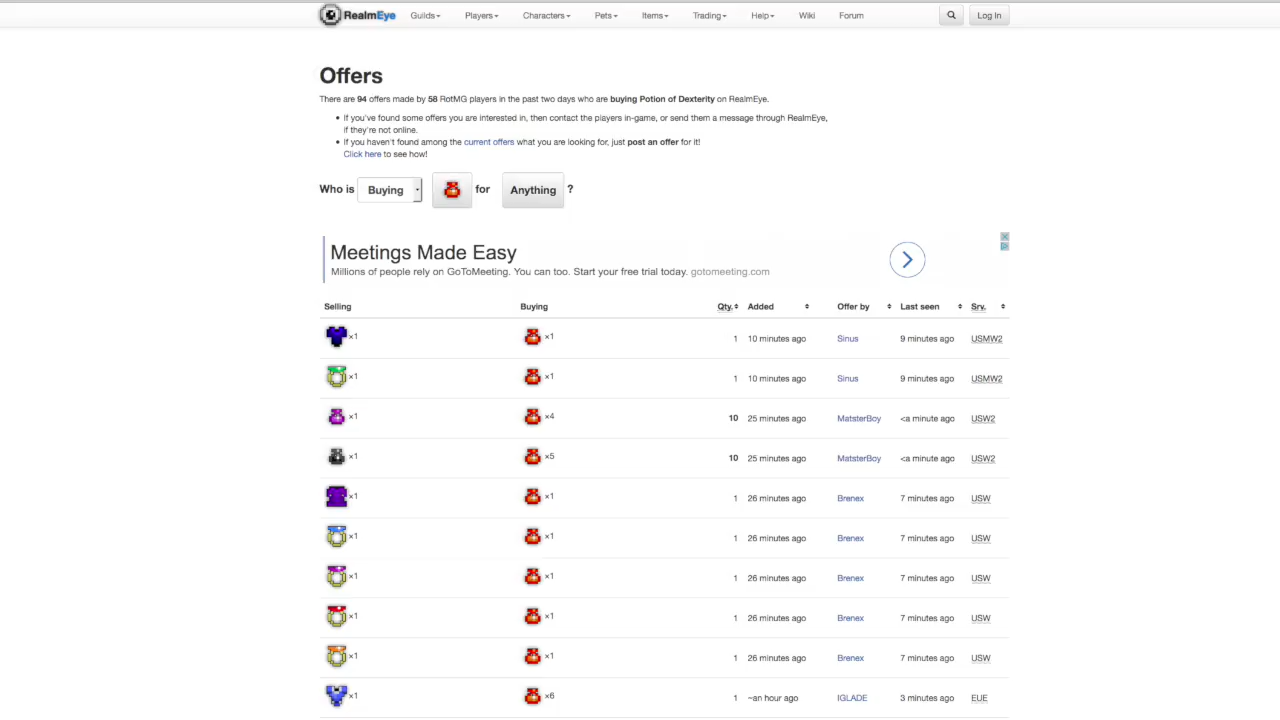 RealmEye Guilds Players Characters Pets Items Trading Help Wiki Forum Log In
Offers
There are 94 offers made by 58 RotMG players in the past two days who are buying Potion of Dexterity on RealmEye.
• If you've found some offers you are interested in, then contact the players in-game, or send them a message through RealmEye,
if they're not online.
• If you haven't found among the current offers what you are looking for, just post an offer for it!
Click here to see how!
Who is Buying for Anything ?
Meetings Made Easy
Millions of people rely on GoToMeeting. You can too. Start your free trial today. gotomeeting.com
Selling Buying Qty. Added Offer by Last seen Srv.
×1 ×1 1 10 minutes ago Sinus 9 minutes ago USMW2
×1 ×1 1 10 minutes ago Sinus 9 minutes ago USMW2
×1 ×4 10 25 minutes ago MatsterBoy <a minute ago USW2
×1 ×5 10 25 minutes ago MatsterBoy <a minute ago USW2
×1 ×1 1 26 minutes ago Brenex 7 minutes ago USW
×1 ×1 1 26 minutes ago Brenex 7 minutes ago USW
×1 ×1 1 26 minutes ago Brenex 7 minutes ago USW
×1 ×1 1 26 minutes ago Brenex 7 minutes ago USW
×1 ×1 1 26 minutes ago Brenex 7 minutes ago USW
×1 ×6 1 ~an hour ago IGLADE 3 minutes ago EUE